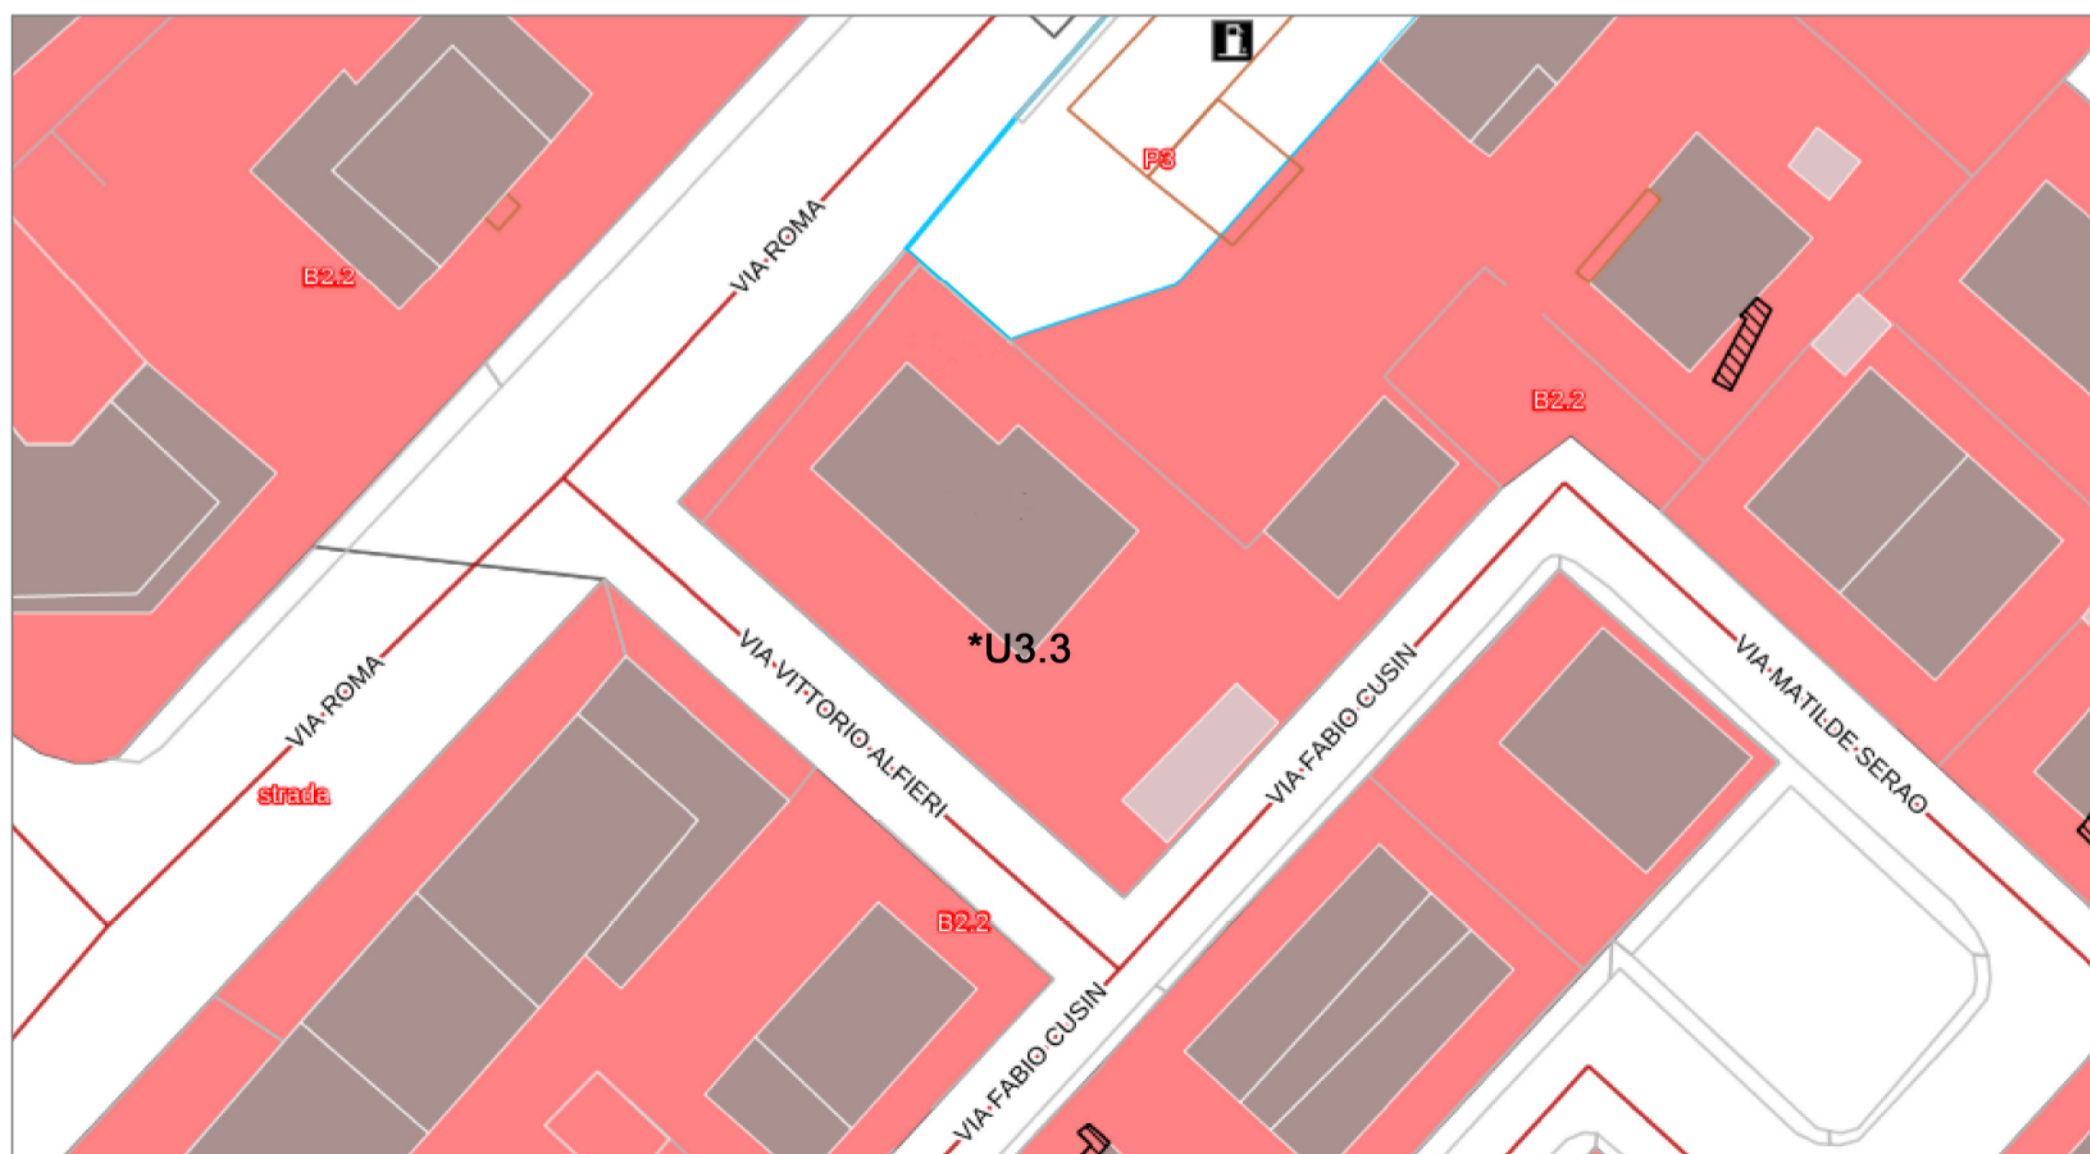 P3
VIA ROMA
B2.2
B2.2
*U3.3
VIA ROMA
VIA VITTORIO ALFIERI
VIA FABIO CUSIN
VIA MATILDE SERAO
strada
B2.2
VIA FABIO CUSIN